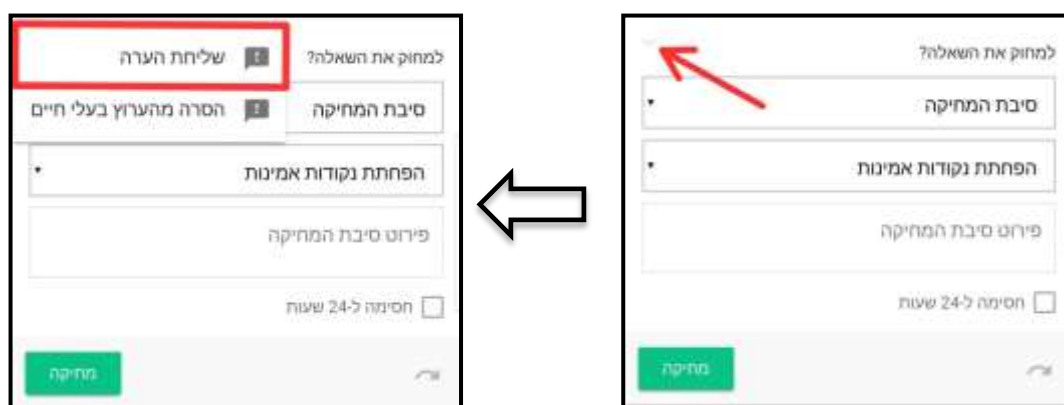 למחוק את השאלה?
סיבת המחיקה
הפחתת נקודות אמינות
פירוט סיבת המחיקה
חסימה ל-24 שעות
מחיקה
למחוק את השאלה?
שליחת הערה
סיבת המחיקה
הסרה מהערוץ בעלי חיים
הפחתת נקודות אמינות
פירוט סיבת המחיקה
חסימה ל-24 שעות
מחיקה